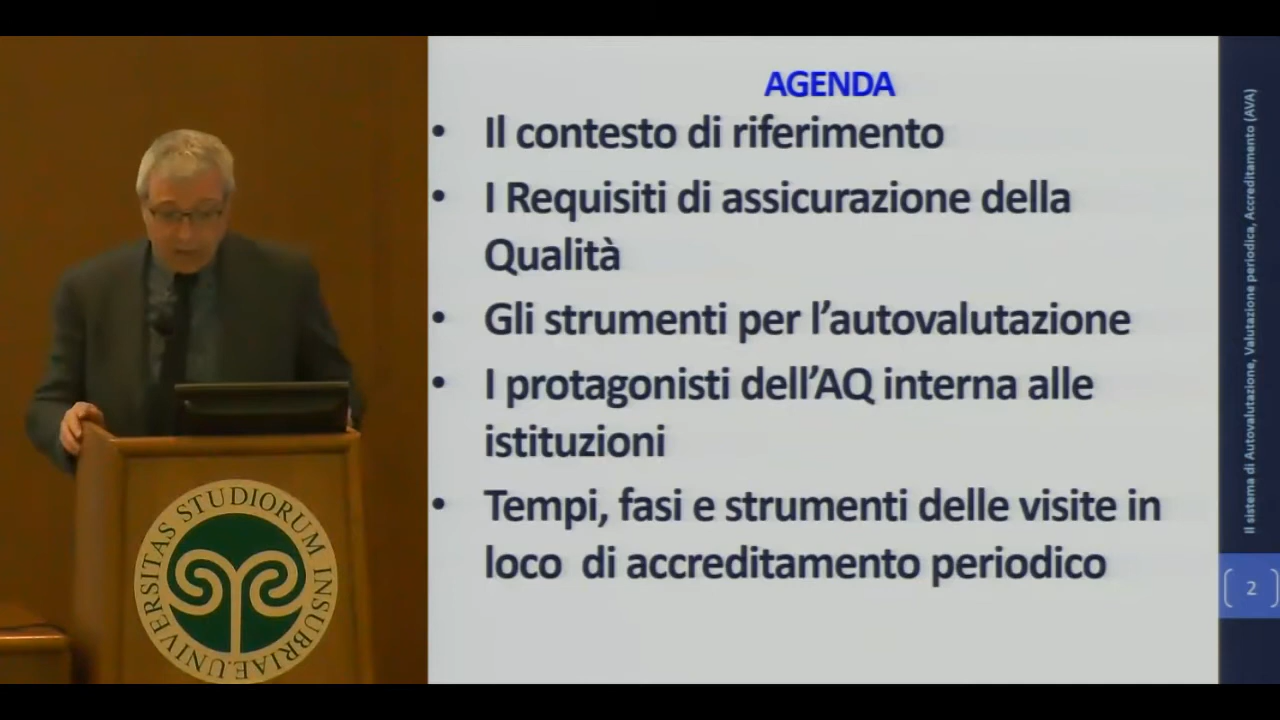 AGENDA
• Il contesto di riferimento
• I Requisiti di assicurazione della
Qualità
• Gli strumenti per l’autovalutazione
• I protagonisti dell’AQ interna alle
istituzioni
• Tempi, fasi e strumenti delle visite in
loco di accreditamento periodico
Il sistema di Autovalutazione, Valutazione periodica, Accreditamento (AVA)
2
UNIVERSITAS STUDIORUM INSUBRIAE